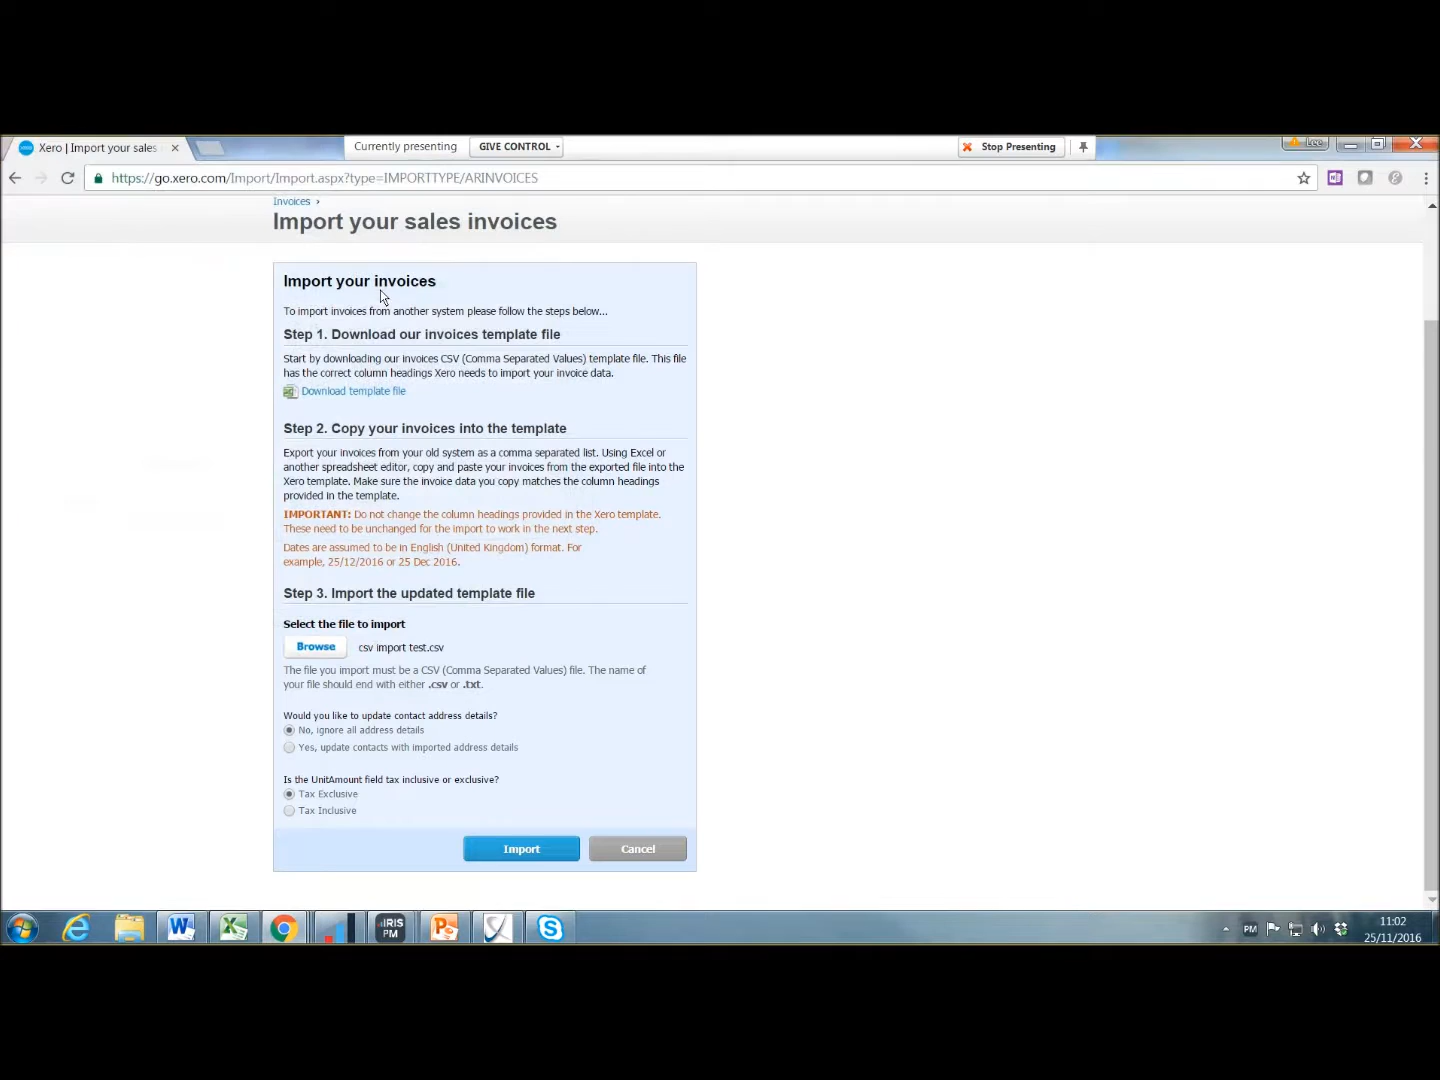 Xero | Import your sales
Currently presenting
GIVE CONTROL
Stop Presenting
Lee
https://go.xero.com/Import/Import.aspx?type=IMPORTTYPE/ARINVOICES
Invoices ›
Import your sales invoices
Import your invoices
To import invoices from another system please follow the steps below...
Step 1. Download our invoices template file
Start by downloading our invoices CSV (Comma Separated Values) template file. This file
has the correct column headings Xero needs to import your invoice data.
Download template file
Step 2. Copy your invoices into the template
Export your invoices from your old system as a comma separated list. Using Excel or
another spreadsheet editor, copy and paste your invoices from the exported file into the
Xero template. Make sure the invoice data you copy matches the column headings
provided in the template.
IMPORTANT: Do not change the column headings provided in the Xero template.
These need to be unchanged for the import to work in the next step.
Dates are assumed to be in English (United Kingdom) format. For
example, 25/12/2016 or 25 Dec 2016.
Step 3. Import the updated template file
Select the file to import
Browse csv import test.csv
The file you import must be a CSV (Comma Separated Values) file. The name of
your file should end with either .csv or .txt.
Would you like to update contact address details?
No, ignore all address details
Yes, update contacts with imported address details
Is the UnitAmount field tax inclusive or exclusive?
Tax Exclusive
Tax Inclusive
Import Cancel
IRIS
PM
PM
11:02
25/11/2016